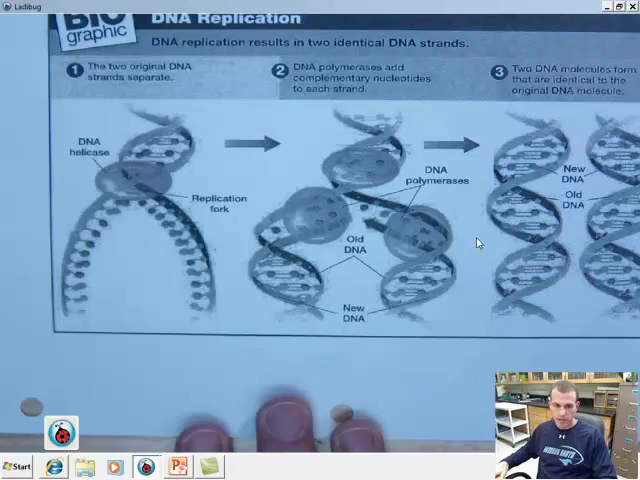 Ladibug
BIO
graphic
DNA Replication
DNA replication results in two identical DNA strands.
1 The two original DNA
strands separate.
2 DNA polymerases add
complementary nucleotides
to each strand.
3 Two DNA molecules form
that are identical to the
original DNA molecule.
DNA
helicase
Replication
fork
DNA
polymerases
Old
DNA
New
DNA
New
DNA
Old
DNA
Start